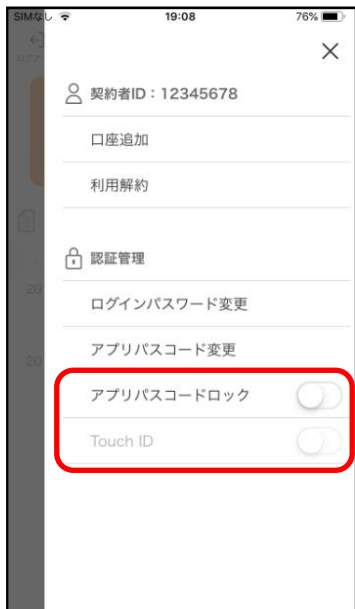 SIMなし 19:08 76%
契約者ID：12345678
口座追加
利用解約
認証管理
ログインパスワード変更
20
アプリパスコード変更
20
アプリパスコードロック
Touch ID